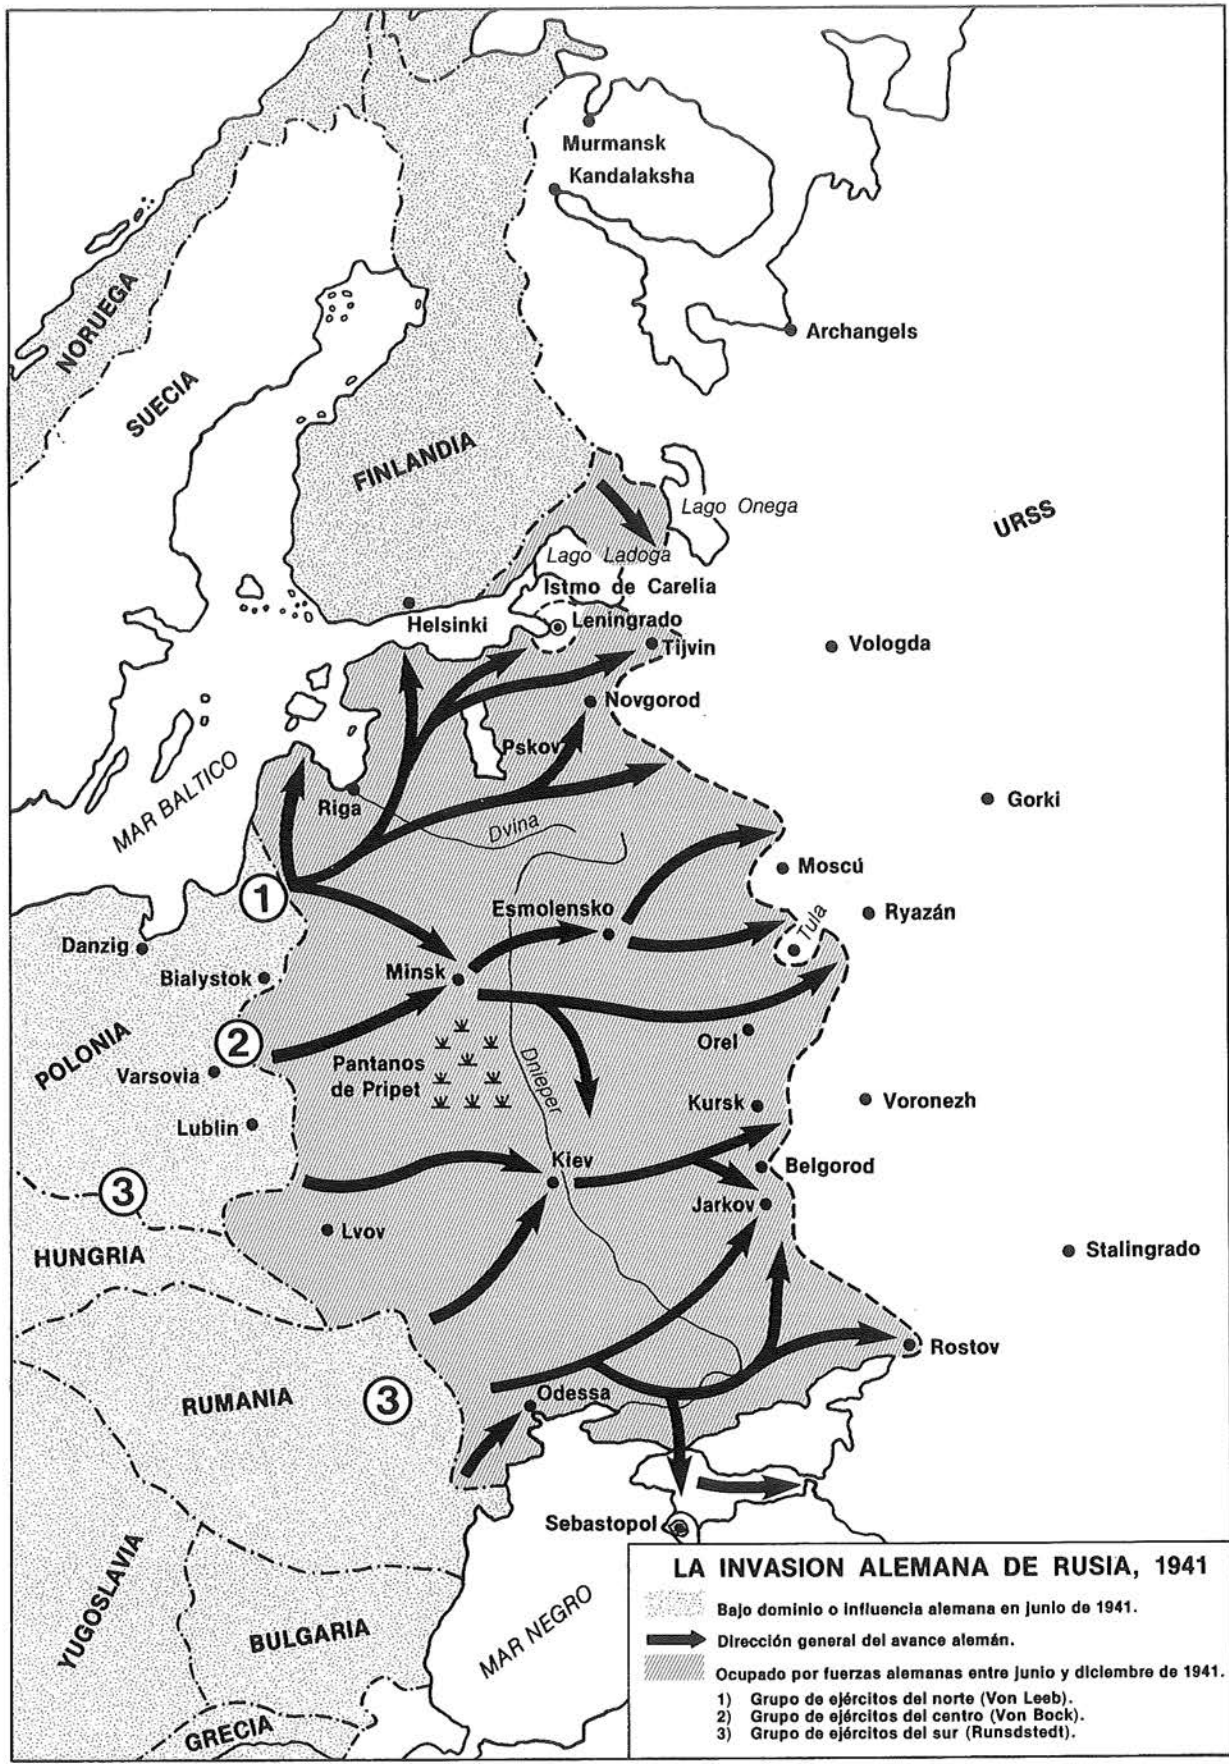 Murmansk
Kandalaksha
NORUEGA
SUECIA
Archangels
FINLANDIA
Lago Onega
URSS
Lago Ladoga
Istmo de Carelia
Helsinki
Leningrado
Tijvin
Vologda
Novgorod
Pskov
MAR BALTICO
Riga
Dvina
Gorki
Moscú
1
Esmolensko
Tula
Ryazán
Danzig
Bialystok
Minsk
POLONIA
2
Varsovia
Pantanos
de Pripet
Dnieper
Orel
Lublin
Kursk
Voronezh
Kiev
Belgorod
3
Jarkov
Lvov
HUNGRIA
Stalingrado
Rostov
RUMANIA
3
Odessa
Sebastopol
YUGOSLAVIA
BULGARIA
MAR NEGRO
GRECIA
LA INVASION ALEMANA DE RUSIA, 1941
Bajo dominio o influencia alemana en junio de 1941.
Dirección general del avance alemán.
Ocupado por fuerzas alemanas entre junio y diciembre de 1941.
1) Grupo de ejércitos del norte (Von Leeb).
2) Grupo de ejércitos del centro (Von Bock).
3) Grupo de ejércitos del sur (Runsdstedt).